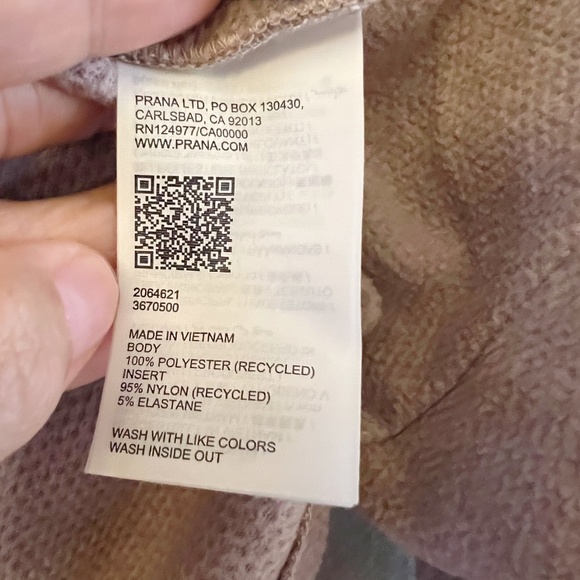 PRANA LTD, PO BOX 130430,
CARLSBAD, CA 92013
RN124977/CA00000
WWW.PRANA.COM
2064621
3670500
MADE IN VIETNAM
BODY
100% POLYESTER (RECYCLED)
INSERT
95% NYLON (RECYCLED)
5% ELASTANE
WASH WITH LIKE COLORS
WASH INSIDE OUT